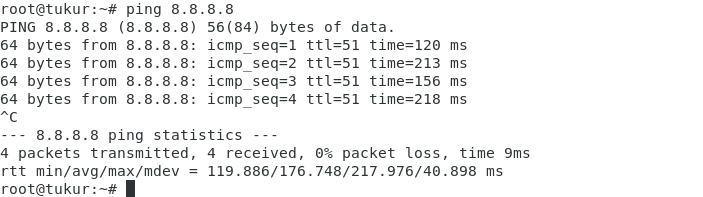 root@tukur:~# ping 8.8.8.8
PING 8.8.8.8 (8.8.8.8) 56(84) bytes of data.
64 bytes from 8.8.8.8: icmp_seq=1 ttl=51 time=120 ms
64 bytes from 8.8.8.8: icmp_seq=2 ttl=51 time=213 ms
64 bytes from 8.8.8.8: icmp_seq=3 ttl=51 time=156 ms
64 bytes from 8.8.8.8: icmp_seq=4 ttl=51 time=218 ms
^C
--- 8.8.8.8 ping statistics ---
4 packets transmitted, 4 received, 0% packet loss, time 9ms
rtt min/avg/max/mdev = 119.886/176.748/217.976/40.898 ms
root@tukur:~#